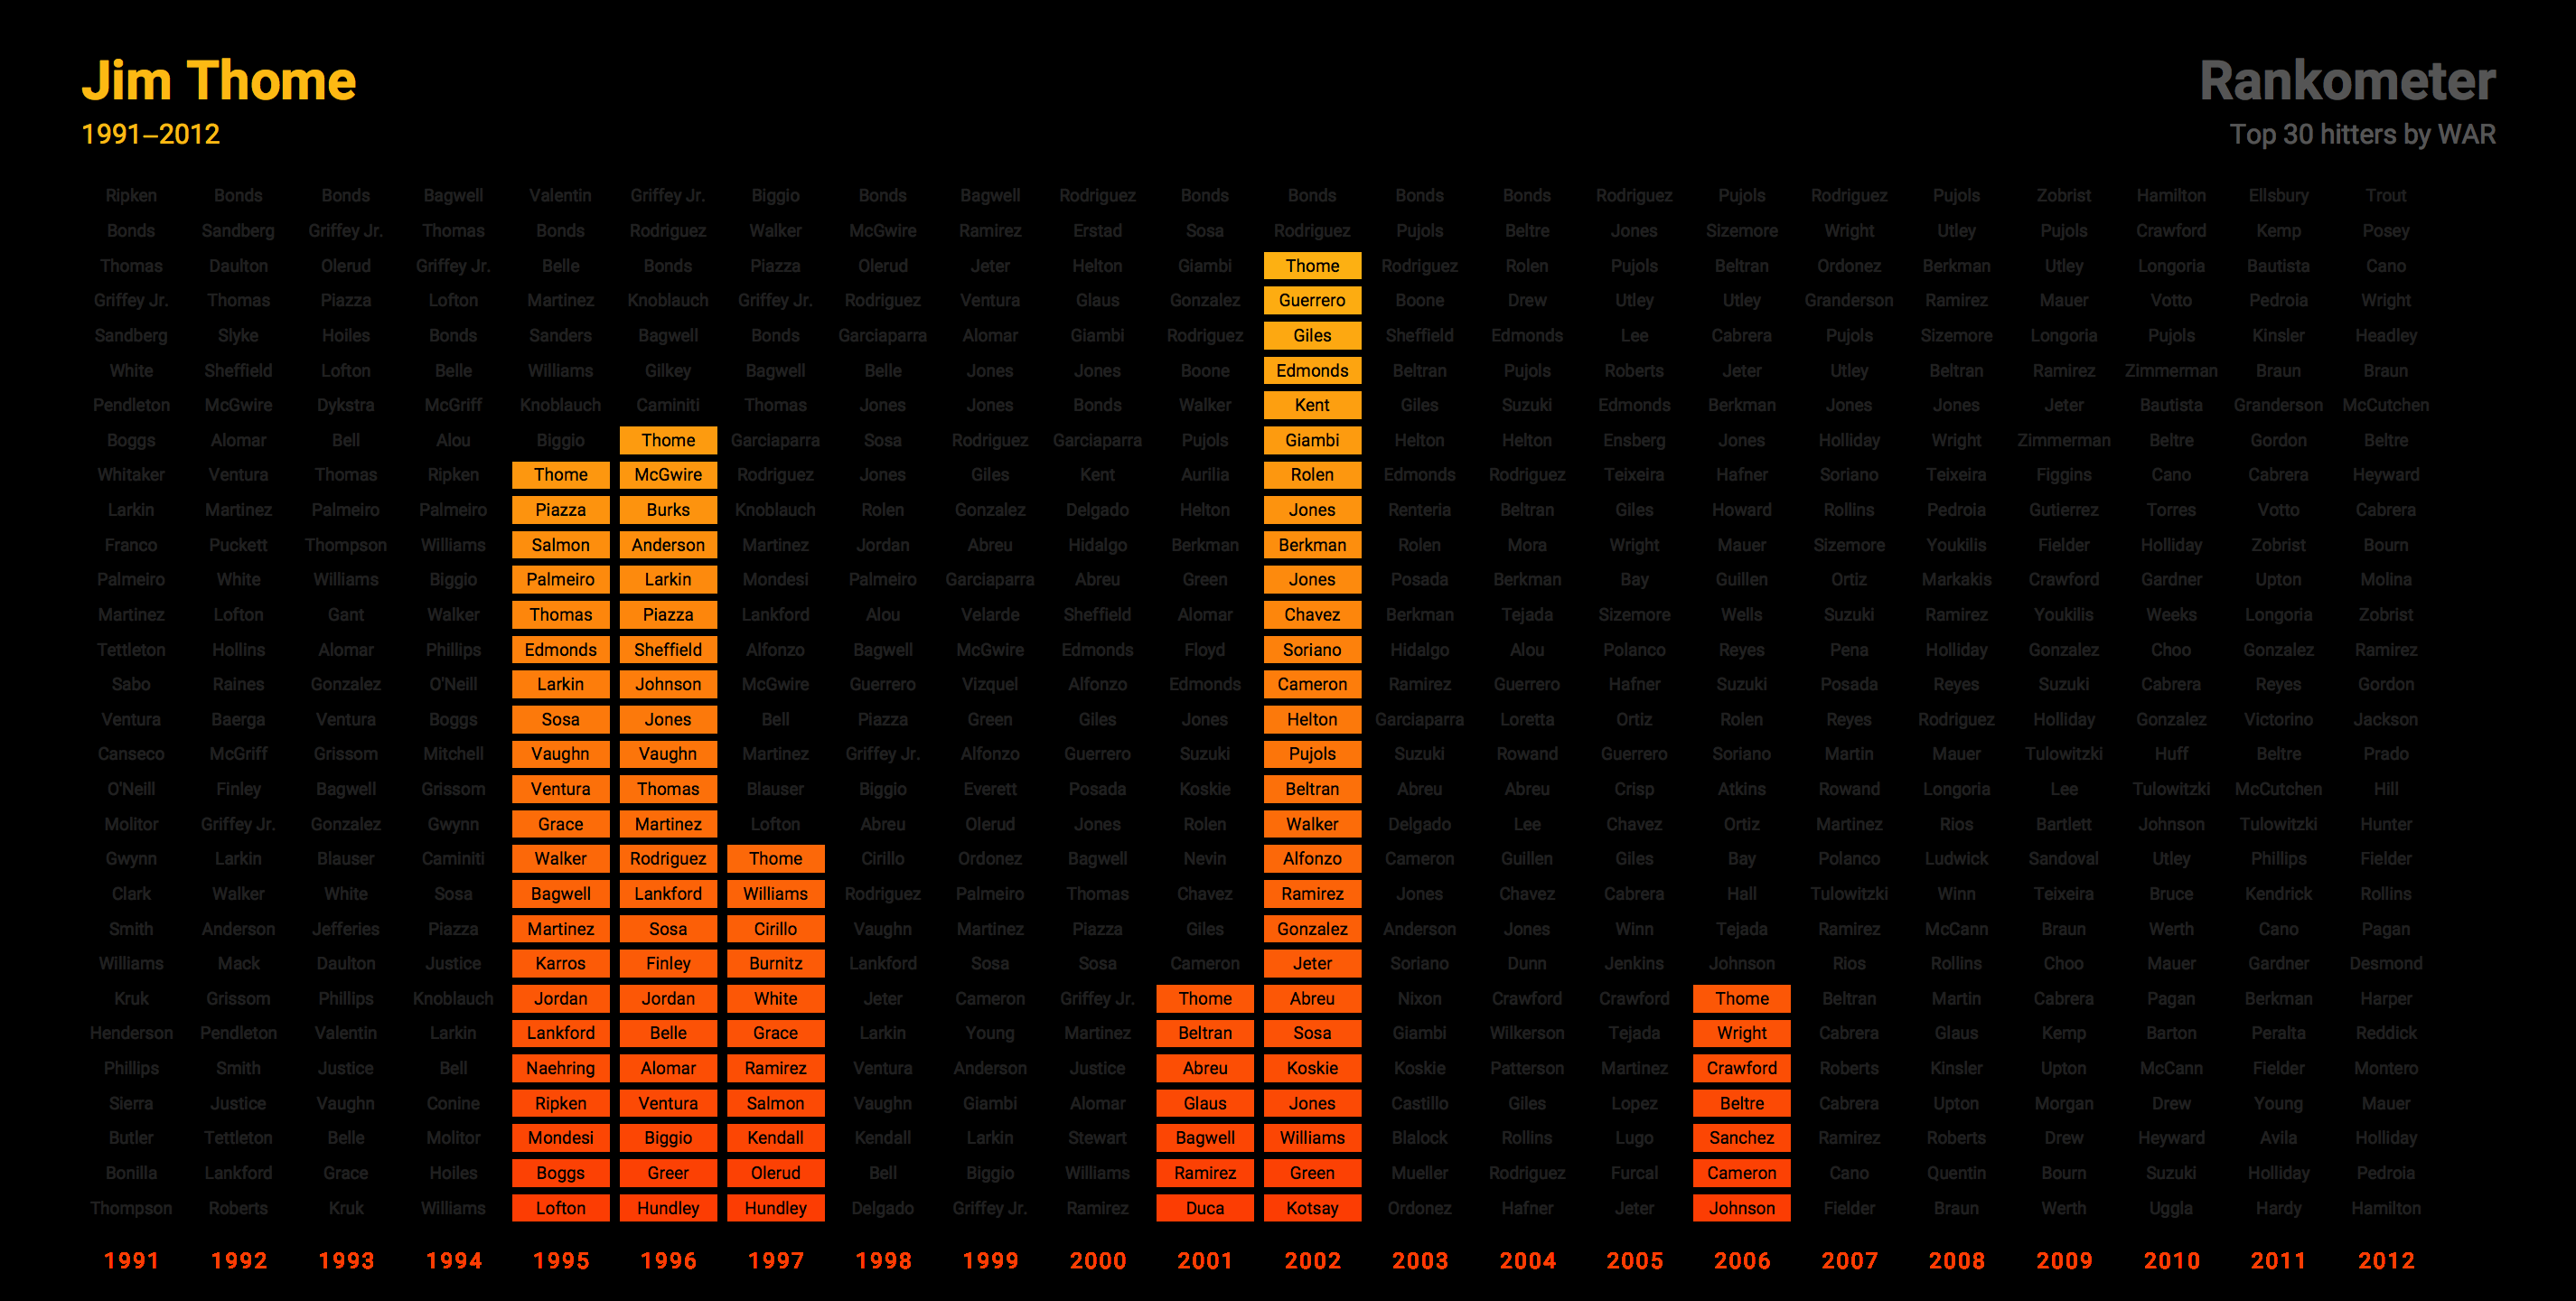 Jim Thome
1991–2012
Rankometer
Top 30 hitters by WAR
Ripken Bonds Bonds Bagwell Valentin Griffey Jr. Biggio Bonds Bagwell Rodriguez Bonds Bonds Bonds Bonds Rodriguez Pujols Rodriguez Pujols Zobrist Hamilton Ellsbury Trout
Bonds Sandberg Griffey Jr. Thomas Bonds Rodriguez Walker McGwire Ramirez Erstad Sosa Rodriguez Pujols Beltre Jones Sizemore Wright Utley Pujols Crawford Kemp Posey
Thomas Daulton Olerud Griffey Jr. Belle Bonds Piazza Olerud Jeter Helton Giambi Thome Rodriguez Rolen Pujols Beltran Ordonez Berkman Utley Longoria Bautista Cano
Griffey Jr. Thomas Piazza Lofton Martinez Knoblauch Griffey Jr. Rodriguez Ventura Glaus Gonzalez Guerrero Boone Drew Utley Utley Granderson Ramirez Mauer Votto Pedroia Wright
Sandberg Slyke Hoiles Bonds Sanders Bagwell Bonds Garciaparra Alomar Giambi Rodriguez Giles Sheffield Edmonds Lee Cabrera Pujols Sizemore Longoria Pujols Kinsler Headley
White Sheffield Lofton Belle Williams Gilkey Bagwell Belle Jones Jones Boone Edmonds Beltran Pujols Roberts Jeter Utley Beltran Ramirez Zimmerman Braun Braun
Pendleton McGwire Dykstra McGriff Knoblauch Caminiti Thomas Jones Jones Bonds Walker Kent Giles Suzuki Edmonds Berkman Jones Jones Jeter Bautista Granderson McCutchen
Boggs Alomar Bell Alou Biggio Thome Garciaparra Sosa Rodriguez Garciaparra Pujols Giambi Helton Helton Ensberg Jones Holliday Wright Zimmerman Beltre Gordon Beltre
Whitaker Ventura Thomas Ripken Thome McGwire Rodriguez Jones Giles Kent Aurilia Rolen Edmonds Rodriguez Teixeira Hafner Soriano Teixeira Figgins Cano Cabrera Heyward
Larkin Martinez Palmeiro Palmeiro Piazza Burks Knoblauch Rolen Gonzalez Delgado Helton Jones Renteria Beltran Giles Howard Rollins Pedroia Gutierrez Torres Votto Cabrera
Franco Puckett Thompson Williams Salmon Anderson Martinez Jordan Abreu Hidalgo Berkman Berkman Rolen Mora Wright Mauer Sizemore Youkilis Fielder Holliday Zobrist Bourn
Palmeiro White Williams Biggio Palmeiro Larkin Mondesi Palmeiro Garciaparra Abreu Green Jones Posada Berkman Bay Guillen Ortiz Markakis Crawford Gardner Upton Molina
Martinez Lofton Gant Walker Thomas Piazza Lankford Alou Velarde Sheffield Alomar Chavez Berkman Tejada Sizemore Wells Suzuki Ramirez Youkilis Weeks Longoria Zobrist
Tettleton Hollins Alomar Phillips Edmonds Sheffield Alfonzo Bagwell McGwire Edmonds Floyd Soriano Hidalgo Alou Polanco Reyes Pena Holliday Gonzalez Choo Gonzalez Ramirez
Sabo Raines Gonzalez O'Neill Larkin Johnson McGwire Guerrero Vizquel Alfonzo Edmonds Cameron Ramirez Guerrero Hafner Suzuki Posada Reyes Suzuki Cabrera Reyes Gordon
Ventura Baerga Ventura Boggs Sosa Jones Bell Piazza Green Giles Jones Helton Garciaparra Loretta Ortiz Rolen Reyes Rodriguez Holliday Gonzalez Victorino Jackson
Canseco McGriff Grissom Mitchell Vaughn Vaughn Martinez Griffey Jr. Alfonzo Guerrero Suzuki Pujols Suzuki Rowand Guerrero Soriano Martin Mauer Tulowitzki Huff Beltre Prado
O'Neill Finley Bagwell Grissom Ventura Thomas Blauser Biggio Everett Posada Koskie Beltran Abreu Abreu Crisp Atkins Rowand Longoria Lee Tulowitzki McCutchen Hill
Molitor Griffey Jr. Gonzalez Gwynn Grace Martinez Lofton Abreu Olerud Jones Rolen Walker Delgado Lee Chavez Ortiz Martinez Rios Bartlett Johnson Tulowitzki Hunter
Gwynn Larkin Blauser Caminiti Walker Rodriguez Thome Cirillo Ordonez Bagwell Nevin Alfonzo Cameron Guillen Giles Bay Polanco Ludwick Sandoval Utley Phillips Fielder
Clark Walker White Sosa Bagwell Lankford Williams Rodriguez Palmeiro Thomas Chavez Ramirez Jones Chavez Cabrera Hall Tulowitzki Winn Teixeira Bruce Kendrick Rollins
Smith Anderson Jefferies Piazza Martinez Sosa Cirillo Vaughn Martinez Piazza Giles Gonzalez Anderson Jones Winn Tejada Ramirez McCann Braun Werth Cano Pagan
Williams Mack Daulton Justice Karros Finley Burnitz Lankford Sosa Sosa Cameron Jeter Soriano Dunn Jenkins Johnson Rios Rollins Choo Mauer Gardner Desmond
Kruk Grissom Phillips Knoblauch Jordan Jordan White Jeter Cameron Griffey Jr. Thome Abreu Nixon Crawford Crawford Thome Beltran Martin Cabrera Pagan Berkman Harper
Henderson Pendleton Valentin Larkin Lankford Belle Grace Larkin Young Martinez Beltran Sosa Giambi Wilkerson Tejada Wright Cabrera Glaus Kemp Barton Peralta Reddick
Phillips Smith Justice Bell Naehring Alomar Ramirez Ventura Anderson Justice Abreu Koskie Koskie Patterson Martinez Crawford Roberts Kinsler Upton McCann Fielder Montero
Sierra Justice Vaughn Conine Ripken Ventura Salmon Vaughn Giambi Alomar Glaus Jones Castillo Giles Lopez Beltre Cabrera Upton Morgan Drew Young Mauer
Butler Tettleton Belle Molitor Mondesi Biggio Kendall Kendall Larkin Stewart Bagwell Williams Blalock Rollins Lugo Sanchez Ramirez Roberts Drew Heyward Avila Holliday
Bonilla Lankford Grace Hoiles Boggs Greer Olerud Bell Biggio Williams Ramirez Green Mueller Rodriguez Furcal Cameron Cano Quentin Bourn Suzuki Holliday Pedroia
Thompson Roberts Kruk Williams Lofton Hundley Hundley Delgado Griffey Jr. Ramirez Duca Kotsay Ordonez Hafner Jeter Johnson Fielder Braun Werth Uggla Hardy Hamilton
1991 1992 1993 1994 1995 1996 1997 1998 1999 2000 2001 2002 2003 2004 2005 2006 2007 2008 2009 2010 2011 2012